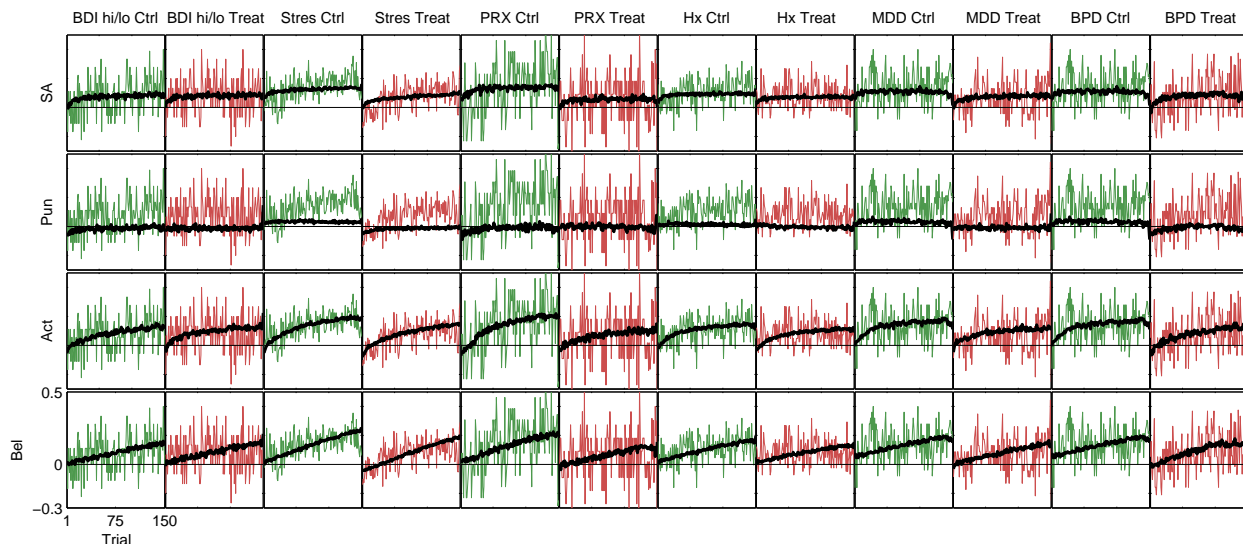 BDI hi/lo Ctrl BDI hi/lo Treat Stres Ctrl Stres Treat PRX Ctrl PRX Treat Hx Ctrl Hx Treat MDD Ctrl MDD Treat BPD Ctrl BPD Treat
SA
Pun
Act
Bel
0.5
0
−0.3
1 75 150
Trial